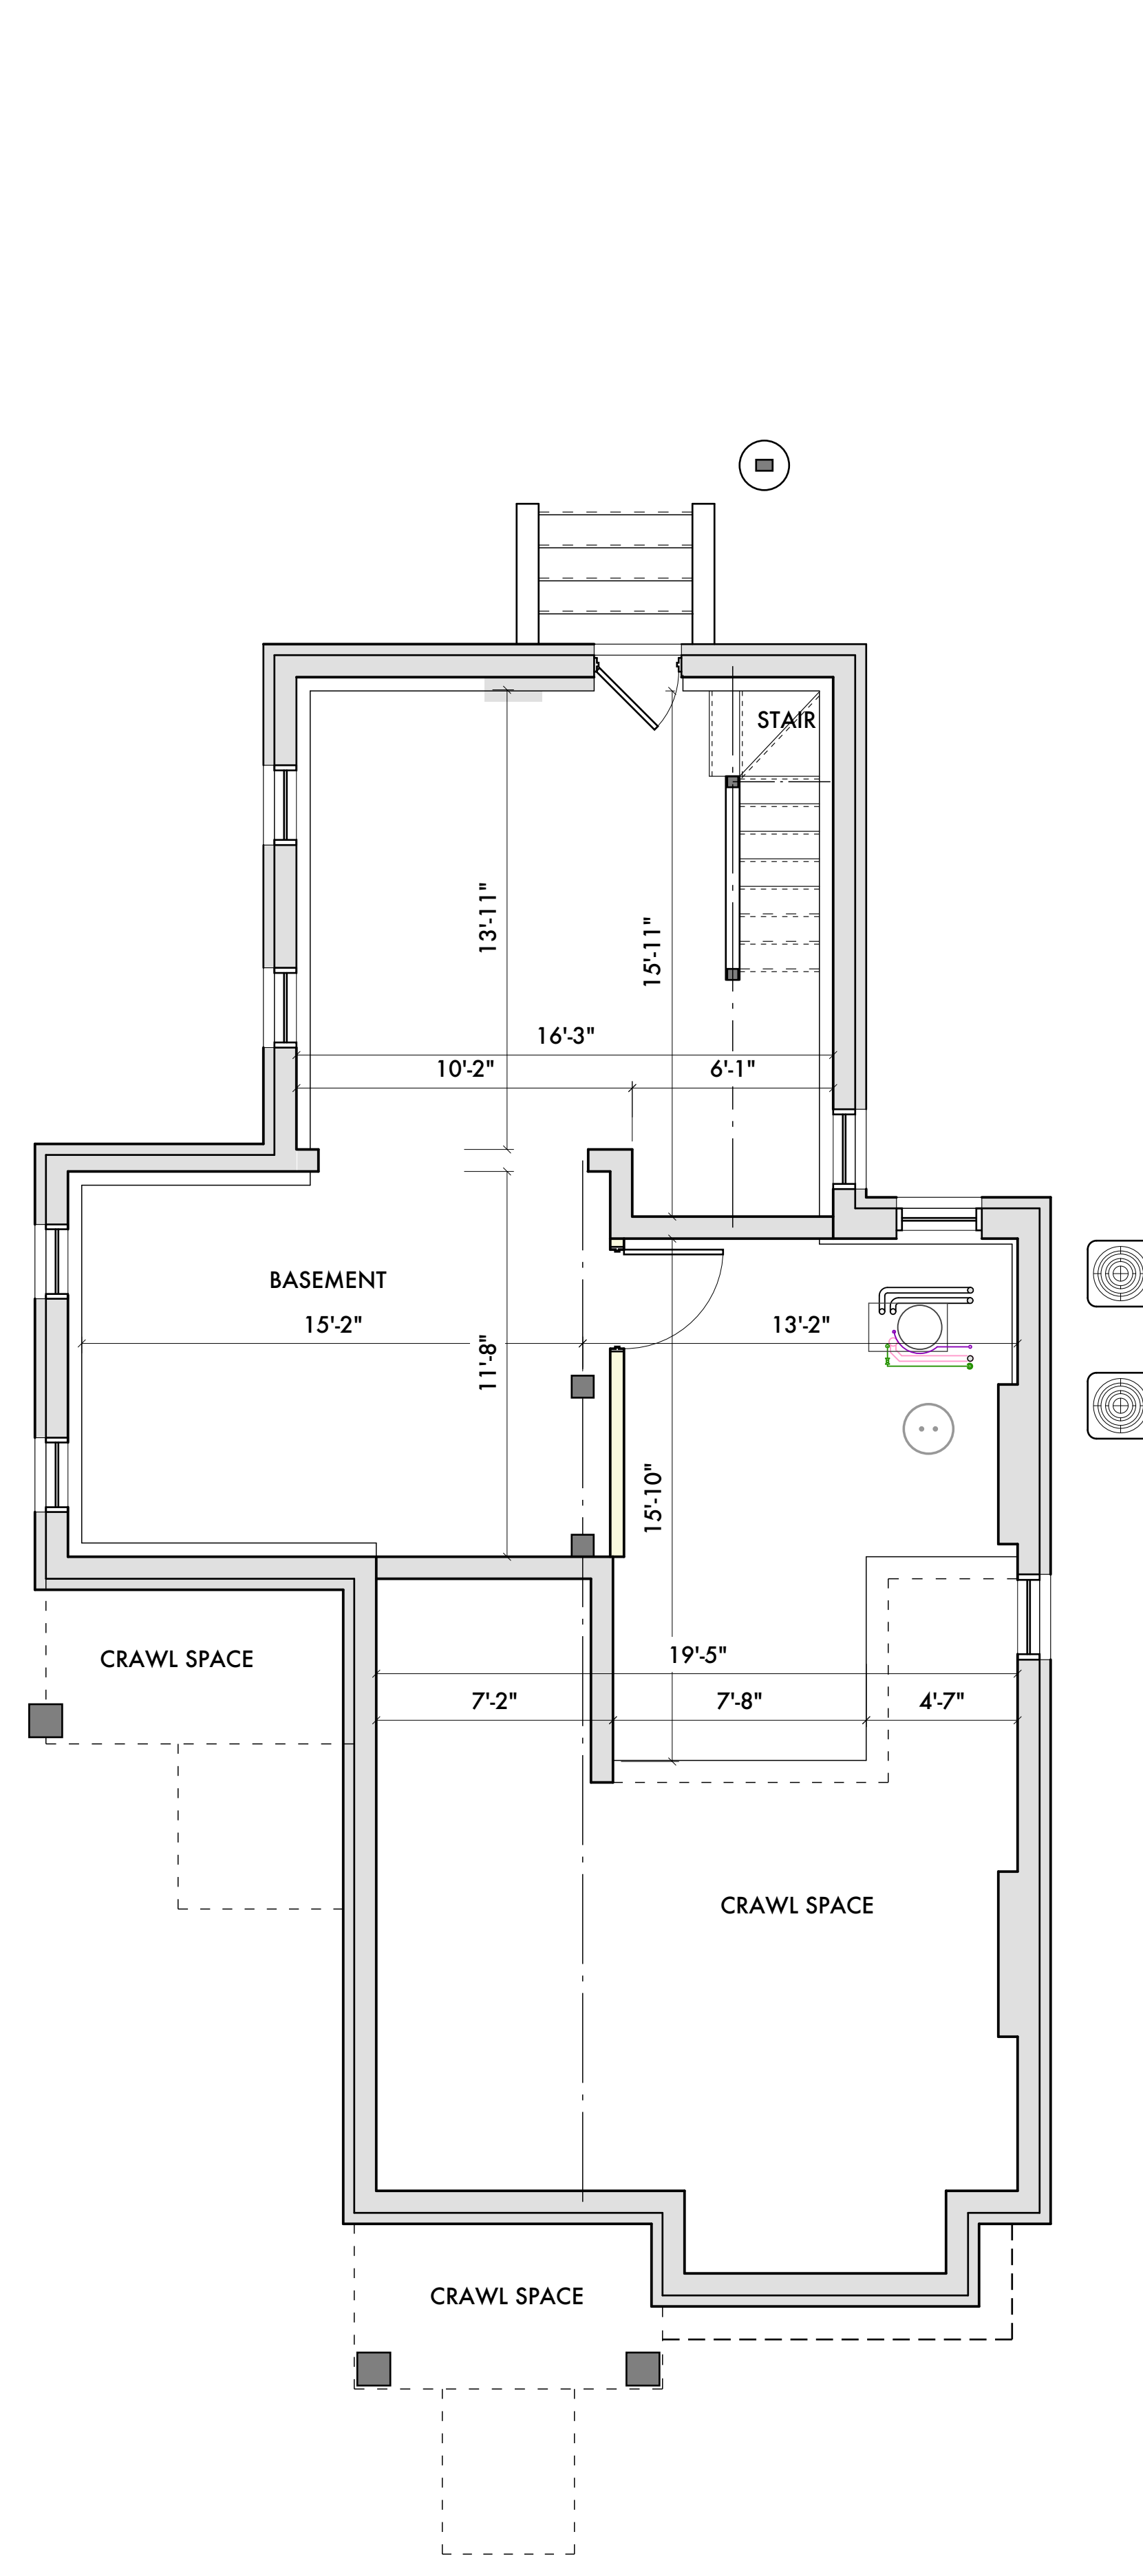 STAIR
13'-11"
15'-11"
16'-3"
10'-2"
6'-1"
BASEMENT
15'-2"
13'-2"
11'-8"
15'-10"
CRAWL SPACE
19'-5"
7'-2"
7'-8"
4'-7"
CRAWL SPACE
CRAWL SPACE